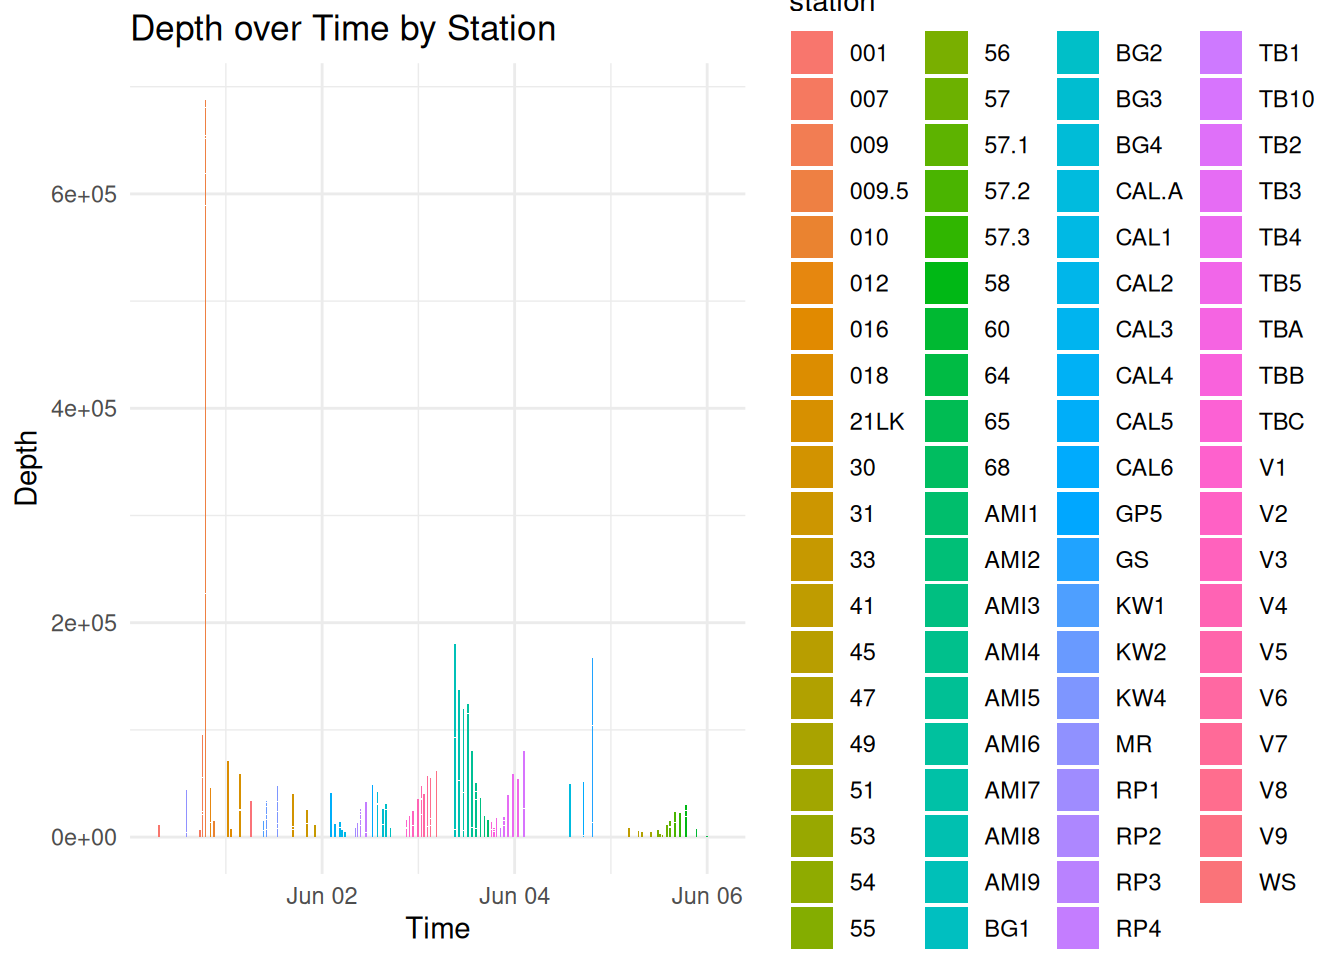 Depth over Time by Station
station
Depth
6e+05
4e+05
2e+05
0e+00
Jun 02
Jun 04
Jun 06
Time
001
007
009
009.5
010
012
016
018
21LK
30
31
33
41
45
47
49
51
53
54
55
56
57
57.1
57.2
57.3
58
60
64
65
68
AMI1
AMI2
AMI3
AMI4
AMI5
AMI6
AMI7
AMI8
AMI9
BG1
BG2
BG3
BG4
CAL.A
CAL1
CAL2
CAL3
CAL4
CAL5
CAL6
GP5
GS
KW1
KW2
KW4
MR
RP1
RP2
RP3
RP4
TB1
TB10
TB2
TB3
TB4
TB5
TBA
TBB
TBC
V1
V2
V3
V4
V5
V6
V7
V8
V9
WS